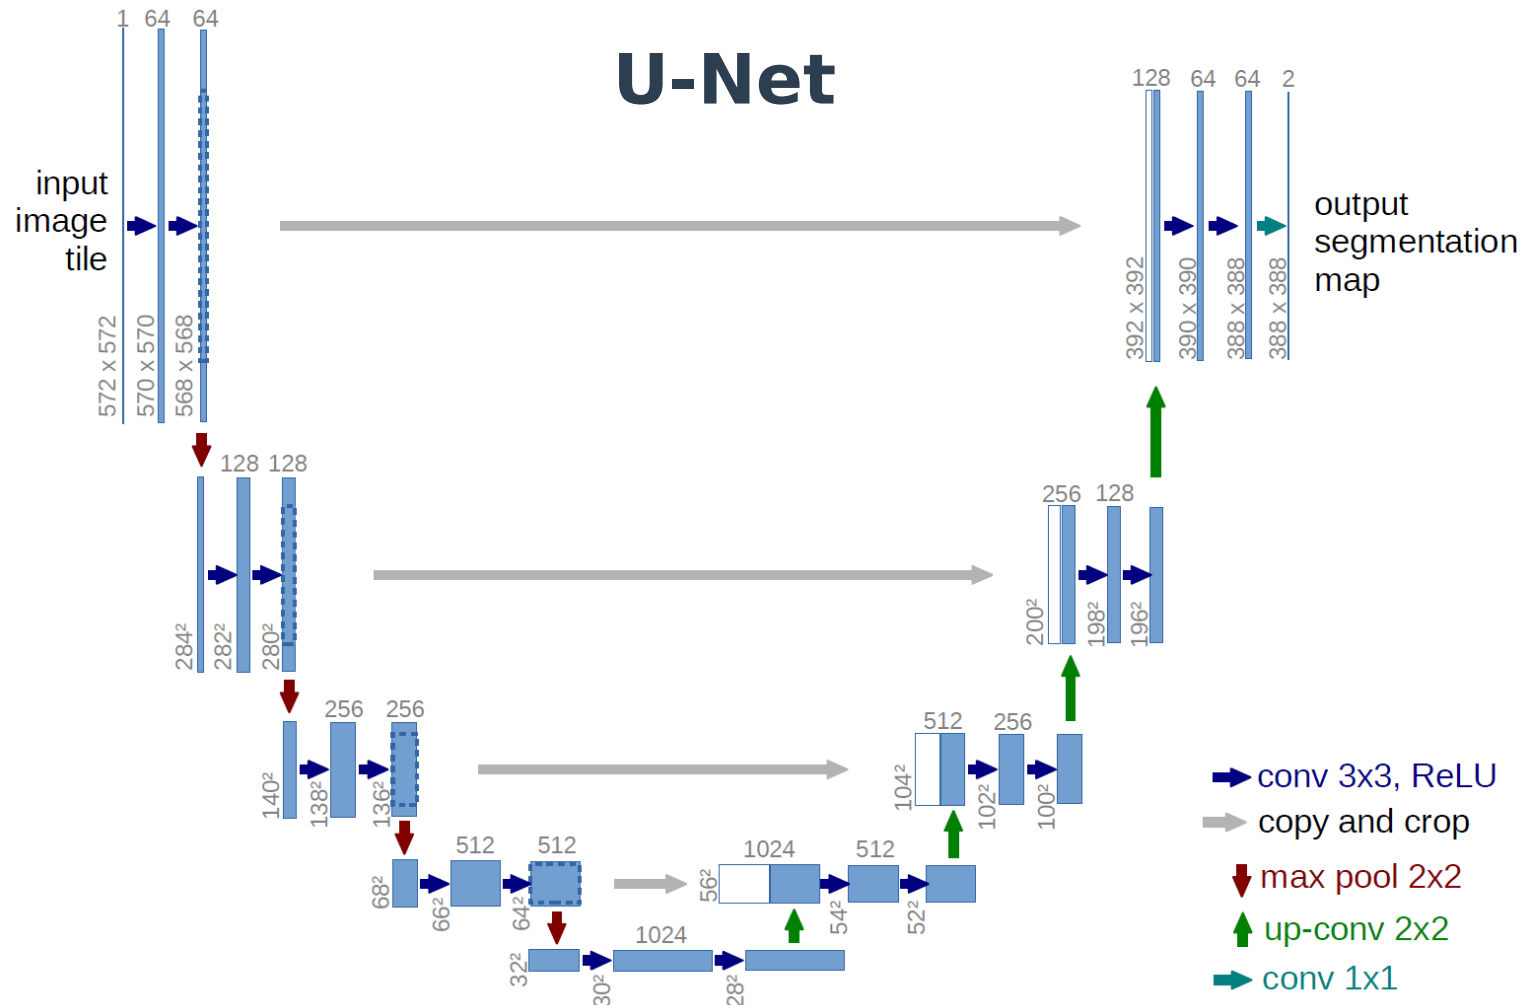 U-Net
1 64 64
input
image
tile
572 x 572
570 x 570
568 x 568
128 64 64 2
392 x 392
390 x 390
388 x 388
388 x 388
output
segmentation
map
128 128
284²
282²
280²
256 128
200²
198²
196²
256 256
140²
138²
136²
512 256
104²
102²
100²
512 512
68²
66²
64²
1024 512
56²
54²
52²
1024
32²
30²
28²
conv 3x3, ReLU
copy and crop
max pool 2x2
up-conv 2x2
conv 1x1